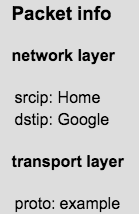 Packet info
network layer
srcip: Home
dstip: Google
transport layer
proto: example